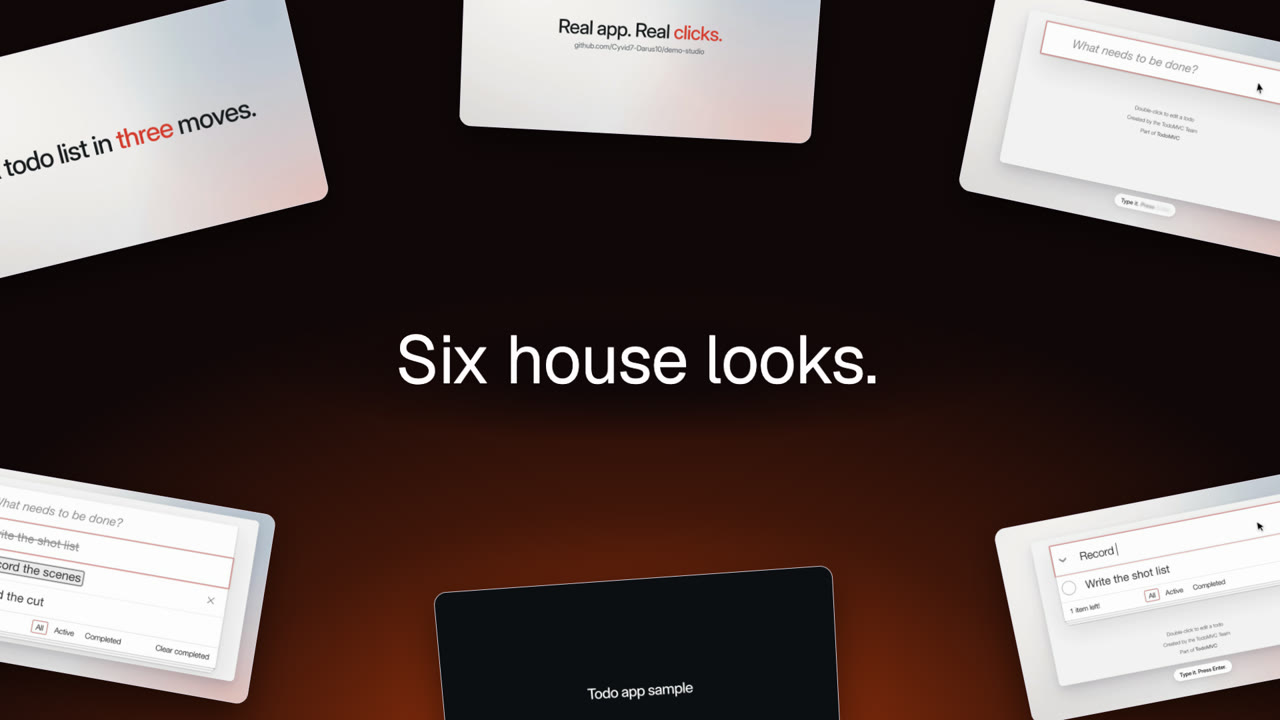 todo list in three moves.
Real app. Real clicks.
github.com/Cyvid7-Darus10/demo-studio
What needs to be done?
Double-click to edit a todo
Created by the TodoMVC Team
Part of TodoMVC
Type it. Press
Six house looks.
What needs to be done?
the shot list
the scenes
the cut
All Active Completed
Clear completed
Todo app sample
Record
Write the shot list
1 item left!
All Active Completed
Double-click to edit a todo
Created by the TodoMVC Team
Part of TodoMVC
Type it. Press Enter.